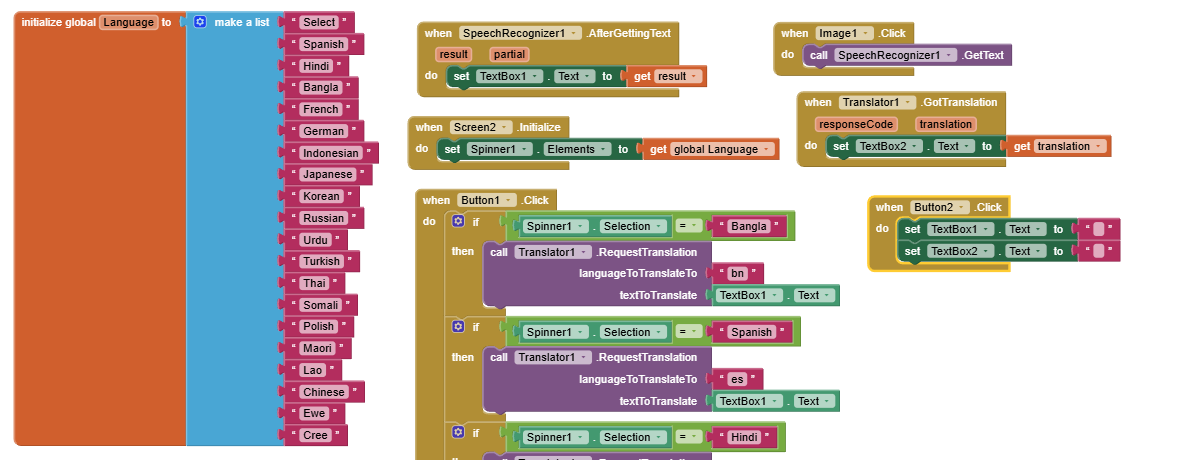 initialize global Language to make a list " Select "
" Spanish "
" Hindi "
" Bangla "
" French "
" German "
" Indonesian "
" Japanese "
" Korean "
" Russian "
" Urdu "
" Turkish "
" Thai "
" Somali "
" Polish "
" Maori "
" Lao "
" Chinese "
" Ewe "
" Cree "
when SpeechRecognizer1 .AfterGettingText
result partial
do set TextBox1 . Text to get result
when Screen2 .Initialize
do set Spinner1 . Elements to get global Language
when Button1 .Click
do if Spinner1 . Selection = " Bangla "
then call Translator1 .RequestTranslation
languageToTranslateTo " bn "
textToTranslate TextBox1 . Text
if Spinner1 . Selection = " Spanish "
then call Translator1 .RequestTranslation
languageToTranslateTo " es "
textToTranslate TextBox1 . Text
if Spinner1 . Selection = " Hindi "
when Image1 .Click
do call SpeechRecognizer1 .GetText
when Translator1 .GotTranslation
responseCode translation
do set TextBox2 . Text to get translation
when Button2 .Click
do set TextBox1 . Text to " "
set TextBox2 . Text to " "